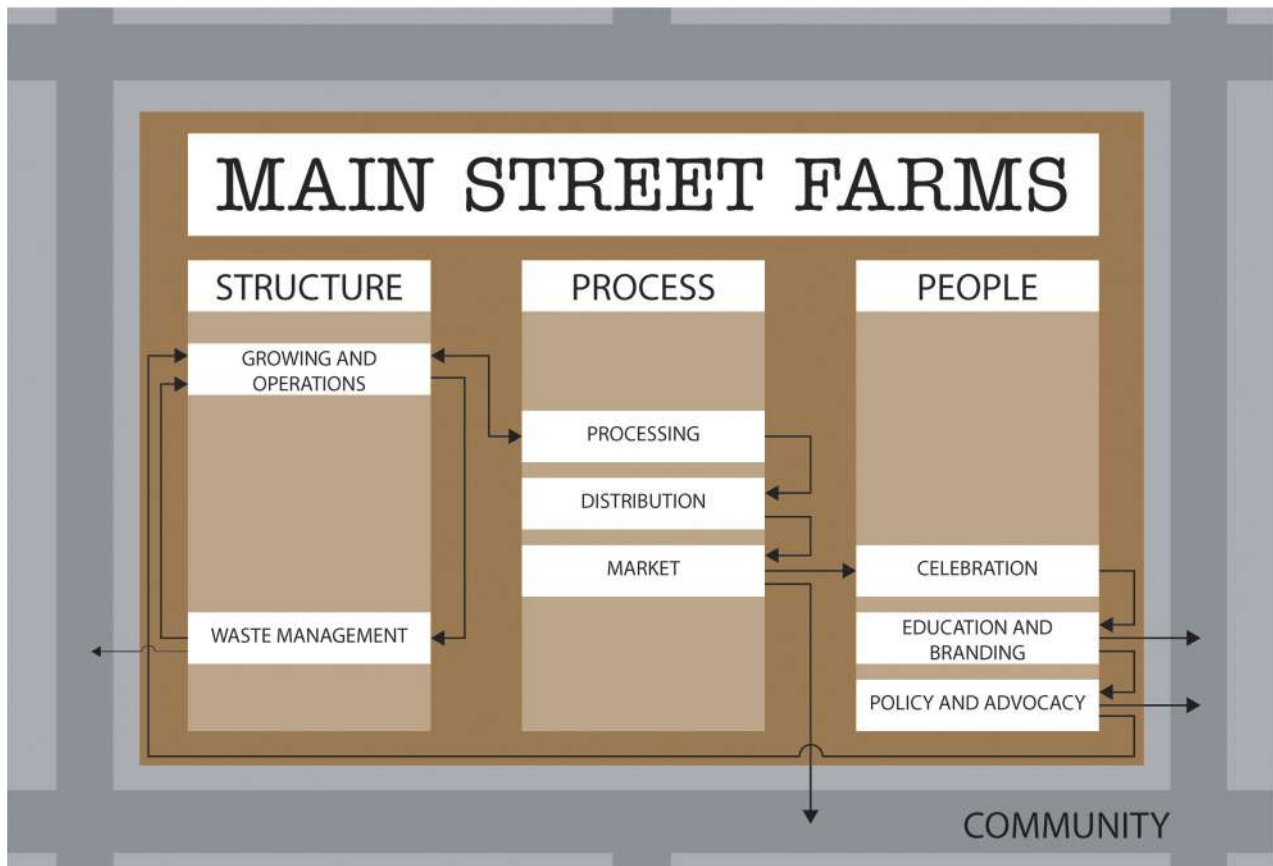 MAIN STREET FARMS
STRUCTURE
GROWING AND
OPERATIONS
WASTE MANAGEMENT
PROCESS
PROCESSING
DISTRIBUTION
MARKET
PEOPLE
CELEBRATION
EDUCATION AND
BRANDING
POLICY AND ADVOCACY
COMMUNITY